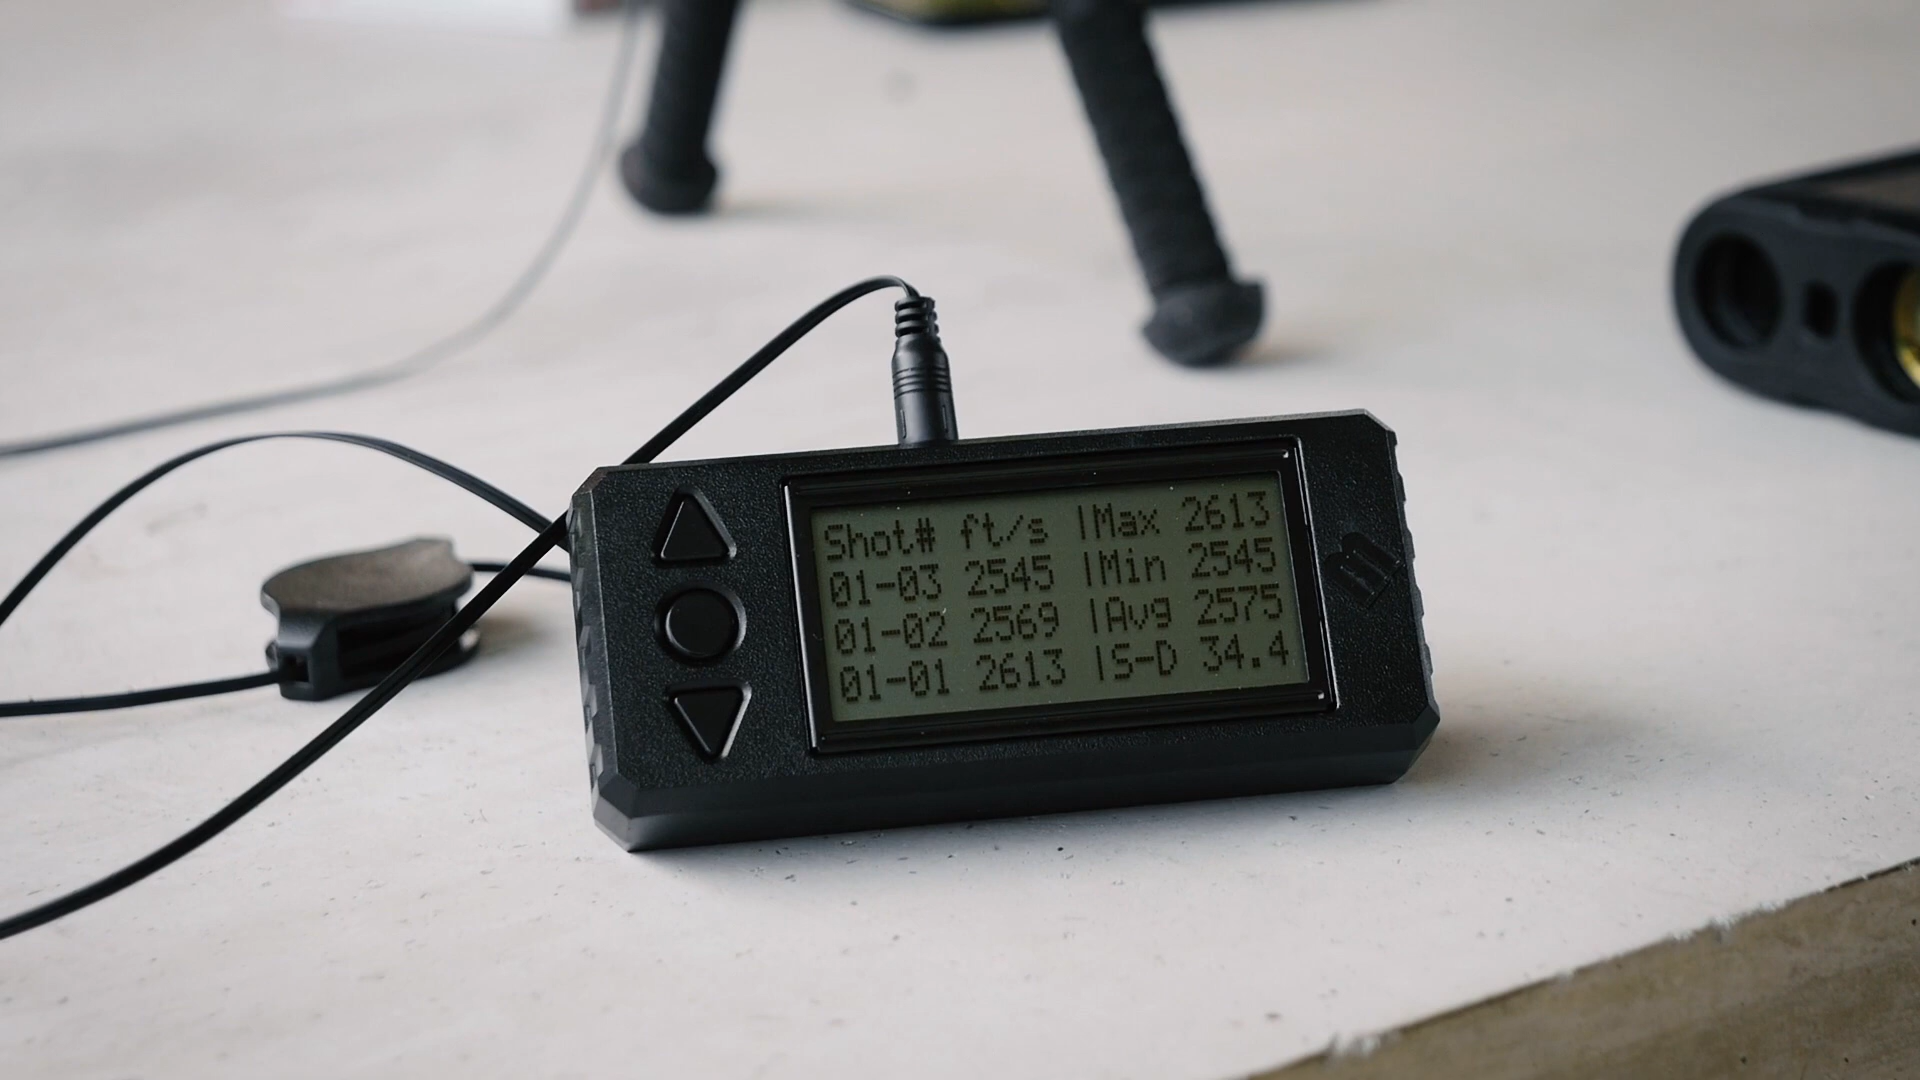 Shot# ft/s |Max 2613
01-03 2545 |Min 2545
01-02 2569 |Avg 2575
01-01 2613 |S-D 34.4